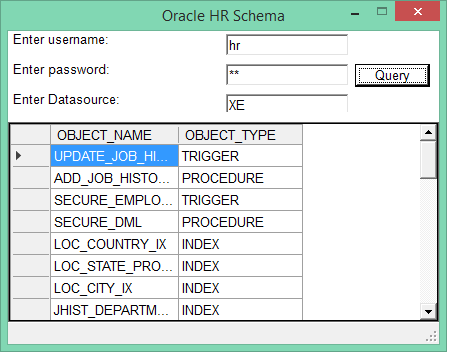 Oracle HR Schema
Enter username: hr
Enter password: **
Query
Enter Datasource: XE
OBJECT_NAME OBJECT_TYPE
UPDATE_JOB_HI... TRIGGER
ADD_JOB_HISTO... PROCEDURE
SECURE_EMPLO... TRIGGER
SECURE_DML PROCEDURE
LOC_COUNTRY_IX INDEX
LOC_STATE_PRO... INDEX
LOC_CITY_IX INDEX
JHIST_DEPARTM... INDEX